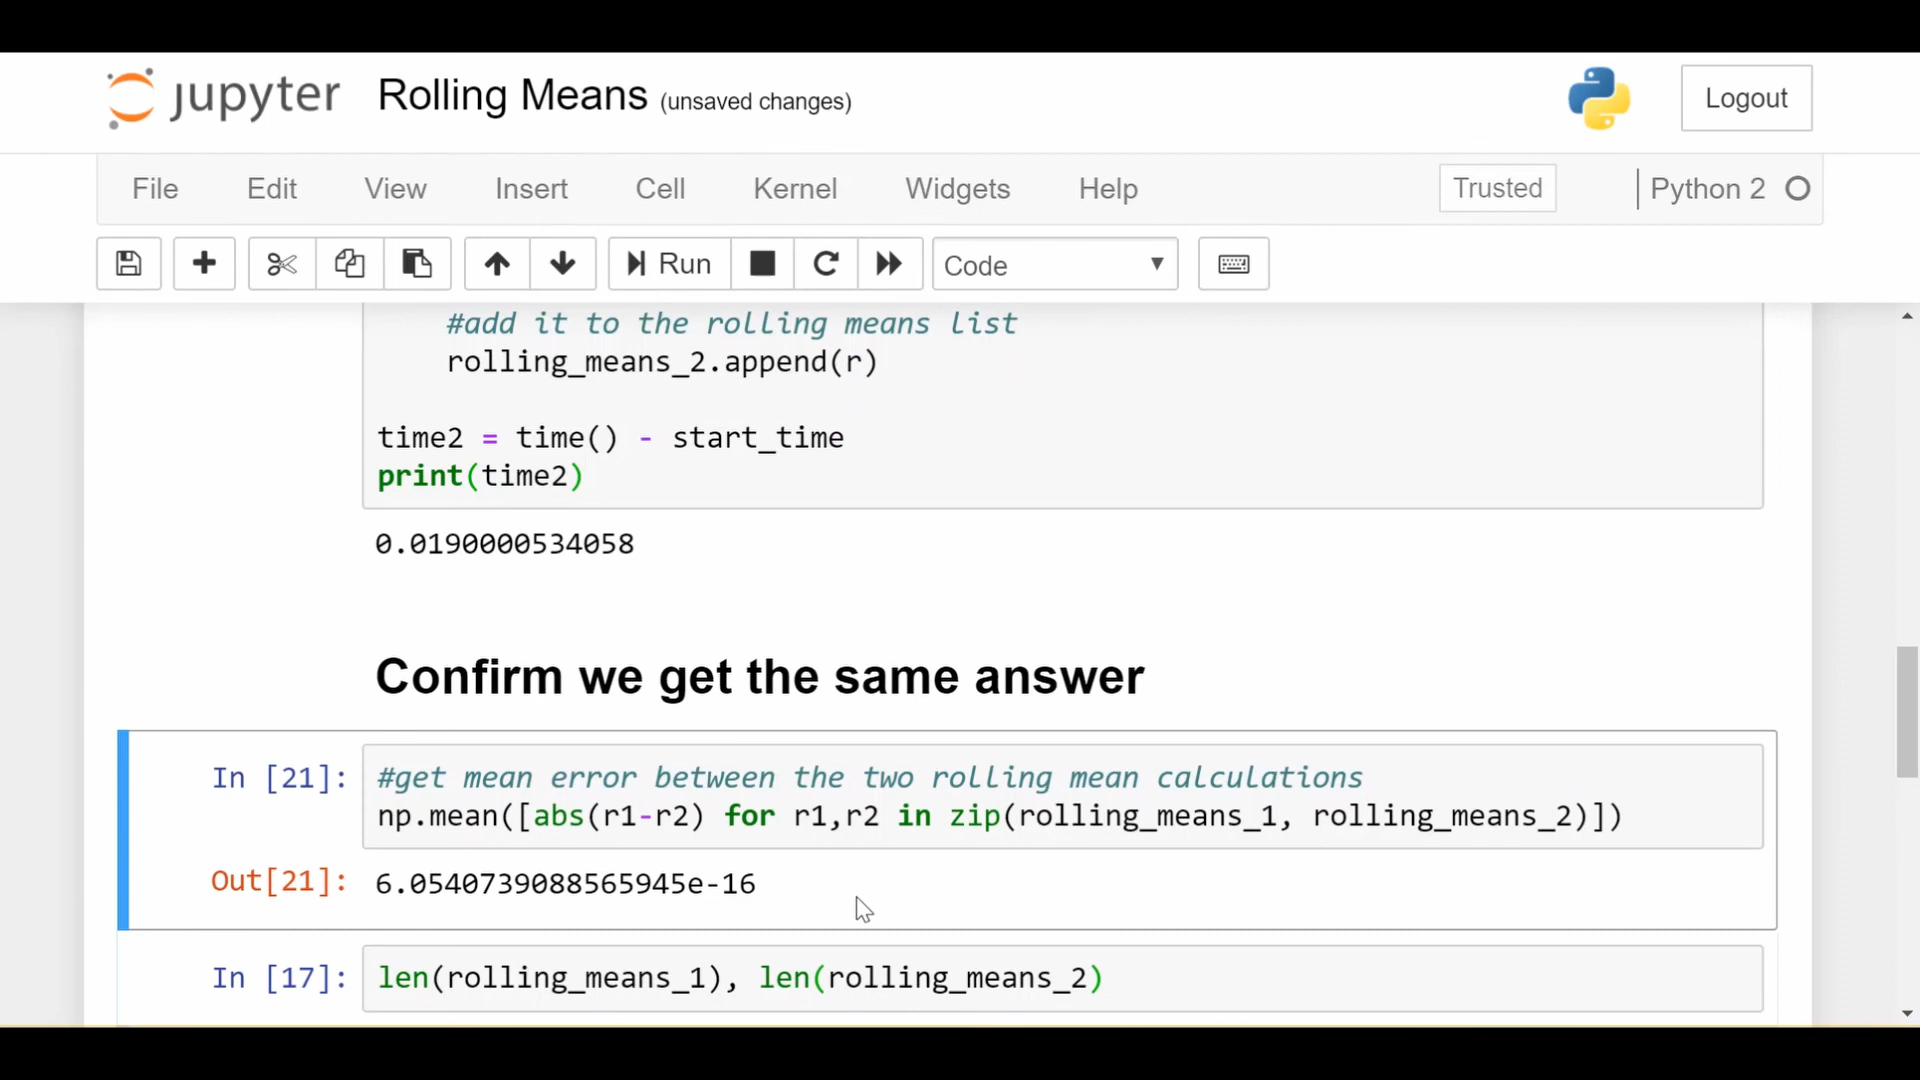 jupyter Rolling Means (unsaved changes)
Logout
File Edit View Insert Cell Kernel Widgets Help Trusted Python 2
Run Code
#add it to the rolling means list
rolling_means_2.append(r)
time2 = time() - start_time
print(time2)
0.0190000534058
Confirm we get the same answer
In [21]: #get mean error between the two rolling mean calculations
np.mean([abs(r1-r2) for r1,r2 in zip(rolling_means_1, rolling_means_2)])
Out[21]: 6.0540739088565945e-16
In [17]: len(rolling_means_1), len(rolling_means_2)